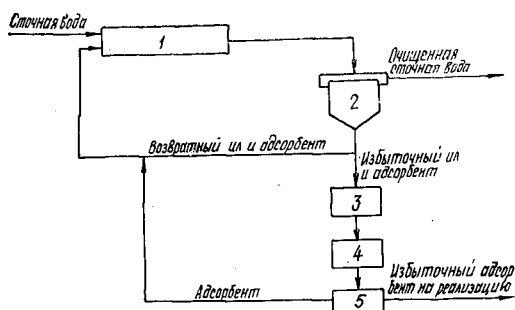 Сточная вода
1
Очищенная
сточная вода
2
Возвратный ил и адсорбент
Избыточный ил
и адсорбент
3
4
Избыточный адсор
бент на реализацию
Адсорбент
5